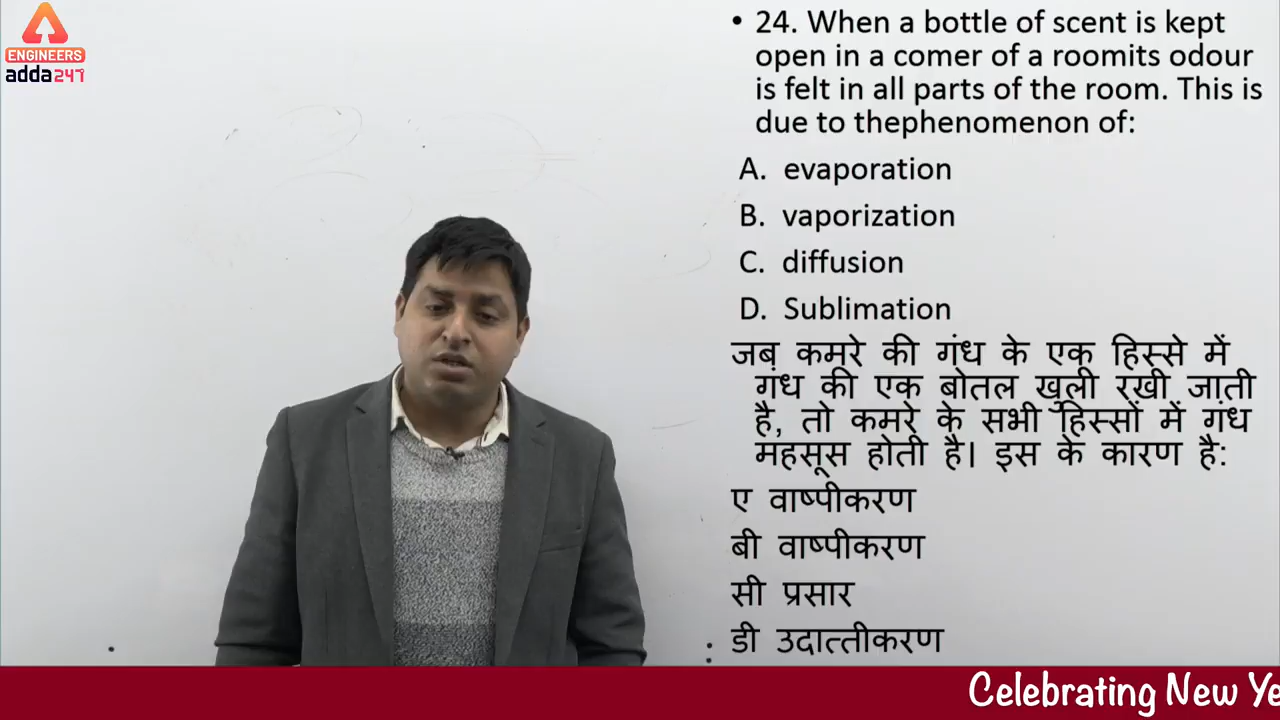 ENGINEERS
adda247
• 24. When a bottle of scent is kept
open in a comer of a roomits odour
is felt in all parts of the room. This is
due to thephenomenon of:
A. evaporation
B. vaporization
C. diffusion
D. Sublimation
जब कमरे की गंध के एक हिस्से में
गंध की एक बोतल खुली रखी जाती
है, तो कमरे के सभी हिस्सों में गंध
महसूस होती है। इस के कारण है:
ए वाष्पीकरण
बी वाष्पीकरण
सी प्रसार
डी उदात्तीकरण
Celebrating New Ye